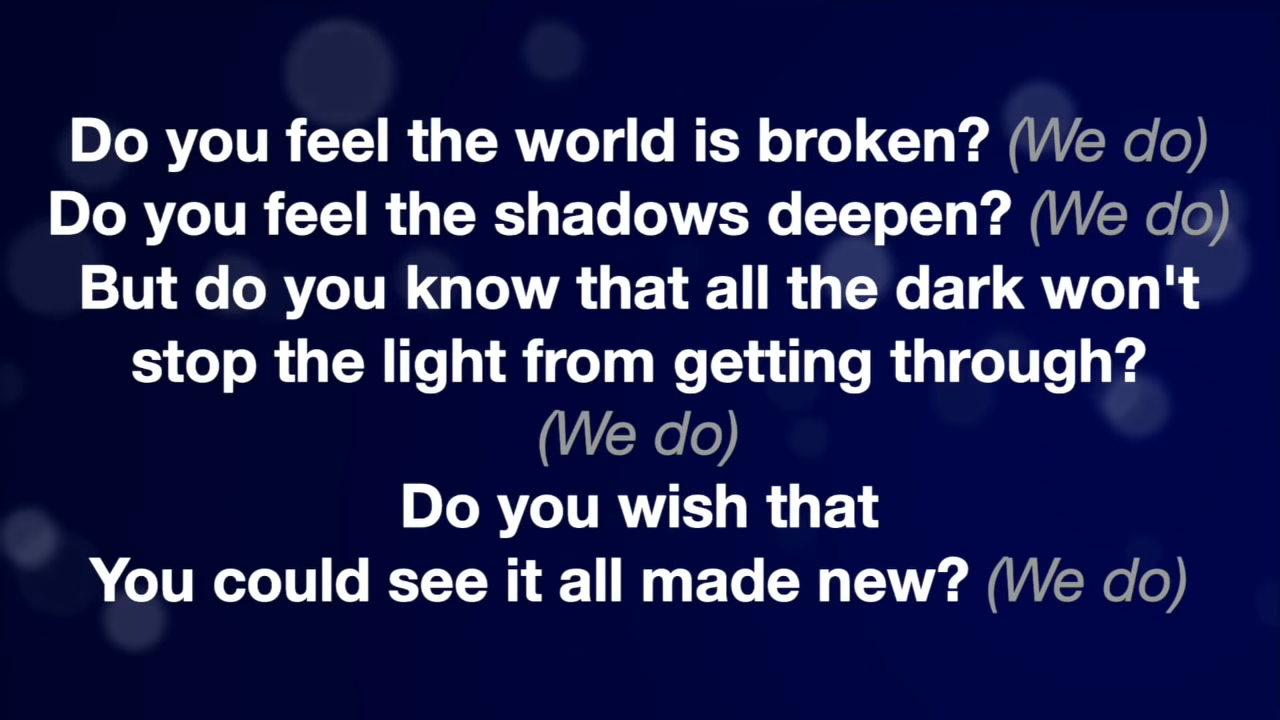 Do you feel the world is broken? (We do)
Do you feel the shadows deepen? (We do)
But do you know that all the dark won't
stop the light from getting through?
(We do)
Do you wish that
You could see it all made new? (We do)